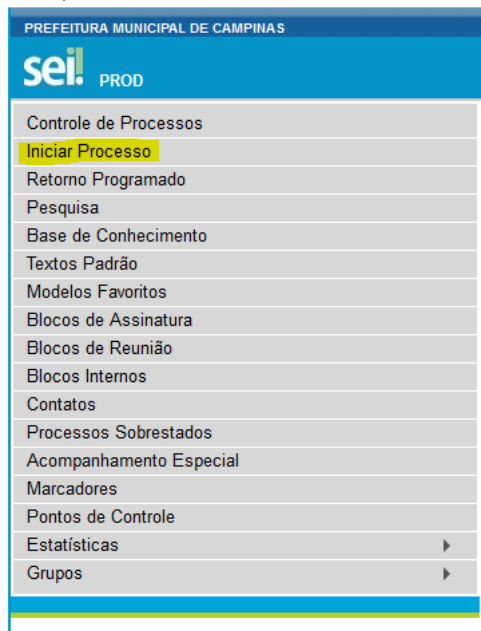 PREFEITURA MUNICIPAL DE CAMPINAS
sei! PROD
Controle de Processos
Iniciar Processo
Retorno Programado
Pesquisa
Base de Conhecimento
Textos Padrão
Modelos Favoritos
Blocos de Assinatura
Blocos de Reunião
Blocos Internos
Contatos
Processos Sobrestados
Acompanhamento Especial
Marcadores
Pontos de Controle
Estatísticas
Grupos